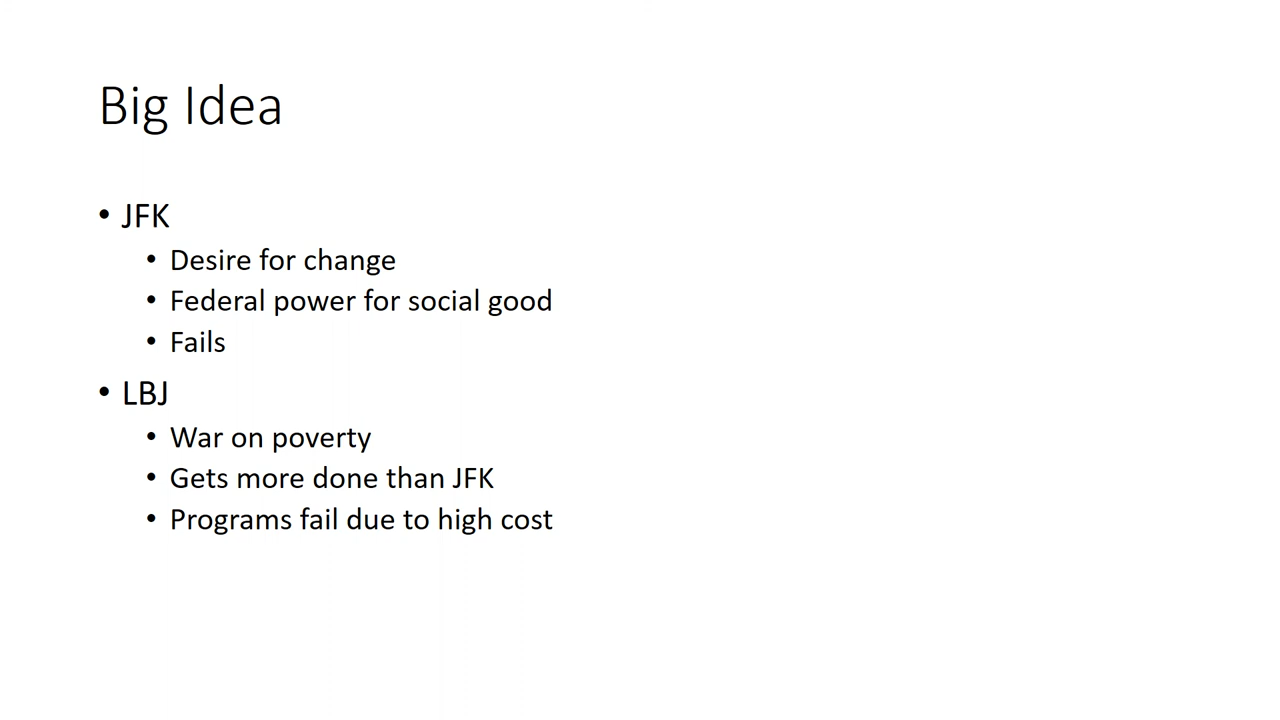 Big Idea
• JFK
• Desire for change
• Federal power for social good
• Fails
• LBJ
• War on poverty
• Gets more done than JFK
• Programs fail due to high cost